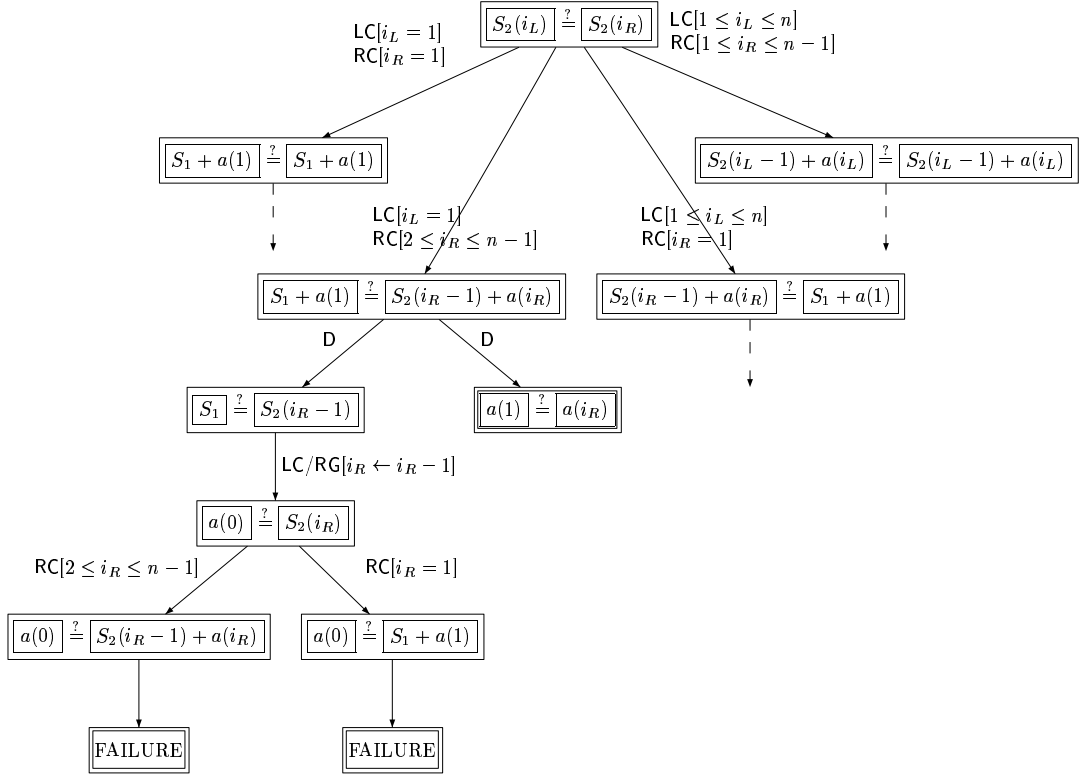 S₂(i_L) ≟ S₂(i_R)
LC[i_L = 1]
RC[i_R = 1]
LC[1 ≤ i_L ≤ n]
RC[1 ≤ i_R ≤ n − 1]
S₁ + a(1) ≟ S₁ + a(1)
S₂(i_L − 1) + a(i_L) ≟ S₂(i_L − 1) + a(i_L)
LC[i_L = 1]
RC[2 ≤ i_R ≤ n − 1]
LC[1 ≤ i_L ≤ n]
RC[i_R = 1]
S₁ + a(1) ≟ S₂(i_R − 1) + a(i_R)
S₂(i_R − 1) + a(i_R) ≟ S₁ + a(1)
D
D
S₁ ≟ S₂(i_R − 1)
a(1) ≟ a(i_R)
LC/RG[i_R ← i_R − 1]
a(0) ≟ S₂(i_R)
RC[2 ≤ i_R ≤ n − 1]
RC[i_R = 1]
a(0) ≟ S₂(i_R − 1) + a(i_R)
a(0) ≟ S₁ + a(1)
FAILURE
FAILURE